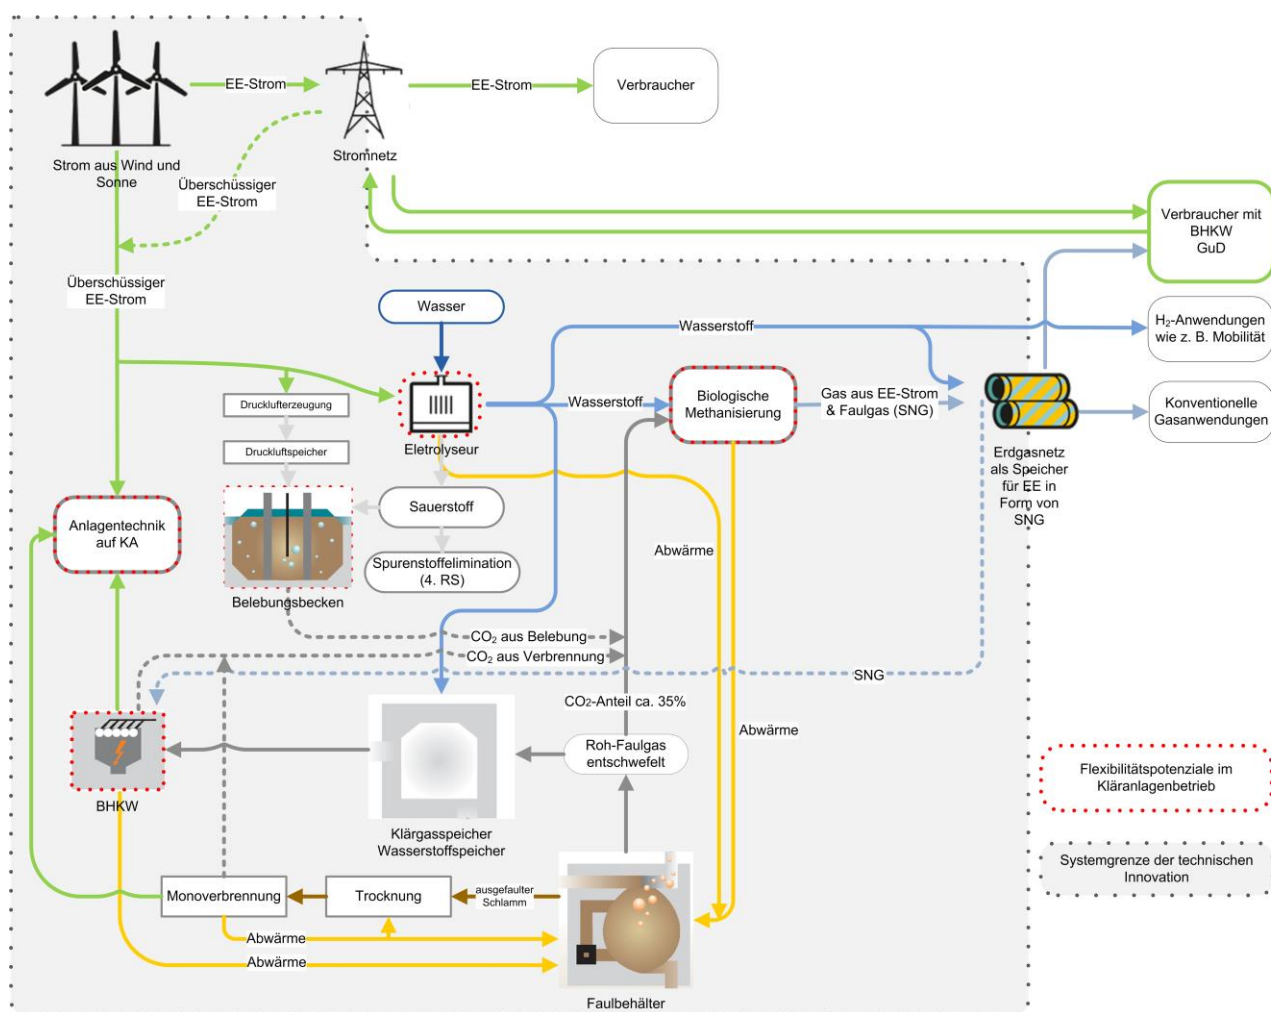 EE-Strom
EE-Strom
Verbraucher
Strom aus Wind und
Sonne
Stromnetz
Überschüssiger
EE-Strom
Verbraucher mit
BHKW
GuD
Überschüssiger
EE-Strom
Wasser
Wasserstoff
H2-Anwendungen
wie z. B. Mobilität
Drucklufterzeugung
Wasserstoff
Biologische
Methanisierung
Gas aus EE-Strom
& Faulgas (SNG)
Konventionelle
Gasanwendungen
Druckluftspeicher
Eletrolyseur
Erdgasnetz
als Speicher
für EE in
Form von
SNG
Anlagentechnik
auf KA
Sauerstoff
Abwärme
Spurenstoffelimination
(4. RS)
Belebungsbecken
CO2 aus Belebung
CO2 aus Verbrennung
SNG
CO2-Anteil ca. 35%
Abwärme
Roh-Faulgas
entschwefelt
Flexibilitätspotenziale im
Kläranlagenbetrieb
BHKW
Klärgasspeicher
Wasserstoffspeicher
Systemgrenze der technischen
Innovation
Monoverbrennung
Trocknung
ausgefaulter
Schlamm
Abwärme
Abwärme
Faulbehälter